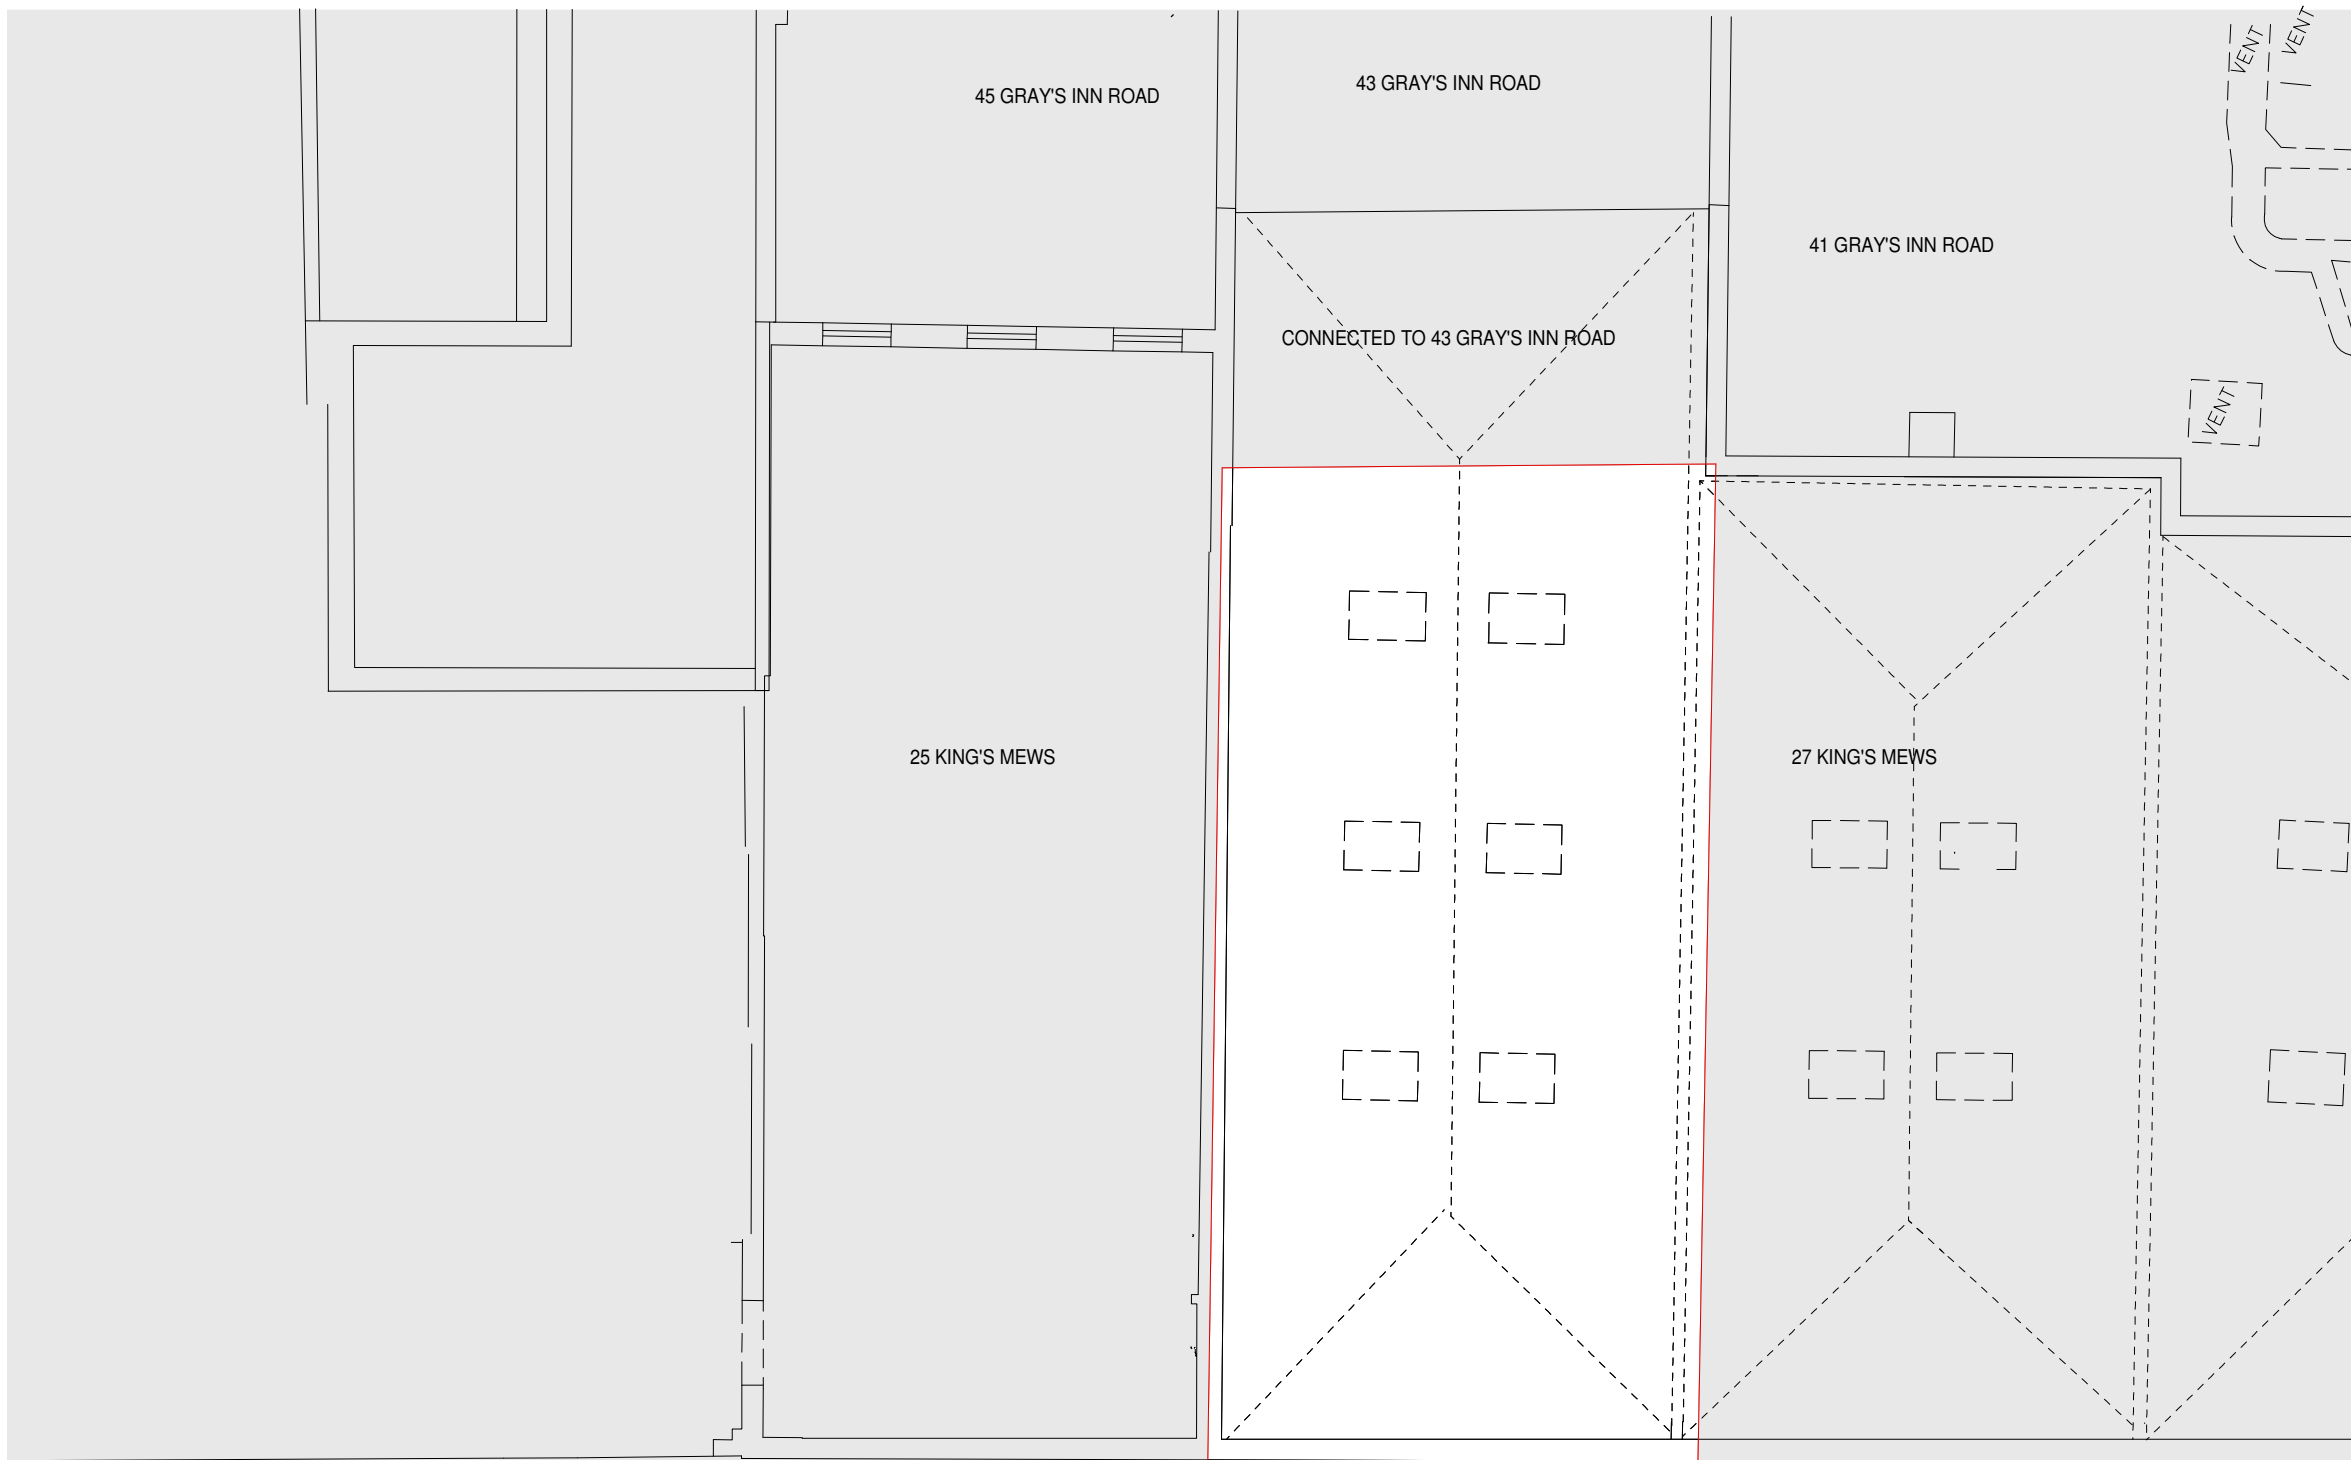 VENT
VENT
43 GRAY'S INN ROAD
45 GRAY'S INN ROAD
41 GRAY'S INN ROAD
CONNECTED TO 43 GRAY'S INN ROAD
VENT
25 KING'S MEWS
27 KING'S MEWS